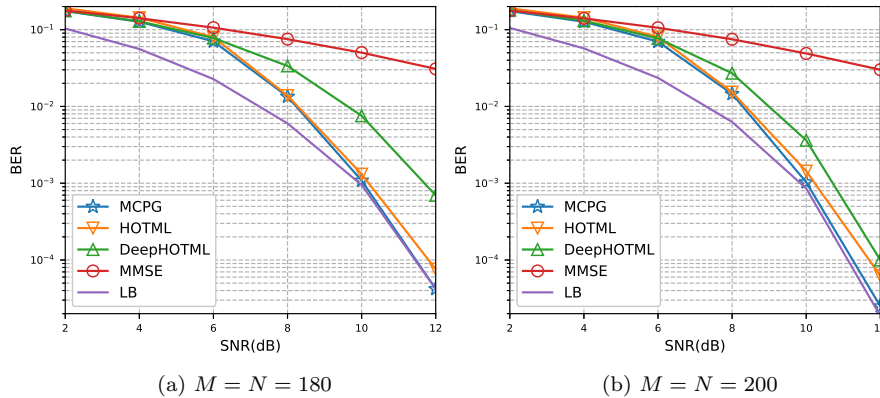 10⁻¹
10⁻²
10⁻³
10⁻⁴
BER
MCPG
HOTML
DeepHOTML
MMSE
LB
2 4 6 8 10 12
SNR(dB)
(a) M = N = 180
10⁻¹
10⁻²
10⁻³
10⁻⁴
BER
MCPG
HOTML
DeepHOTML
MMSE
LB
2 4 6 8 10
SNR(dB)
(b) M = N = 200